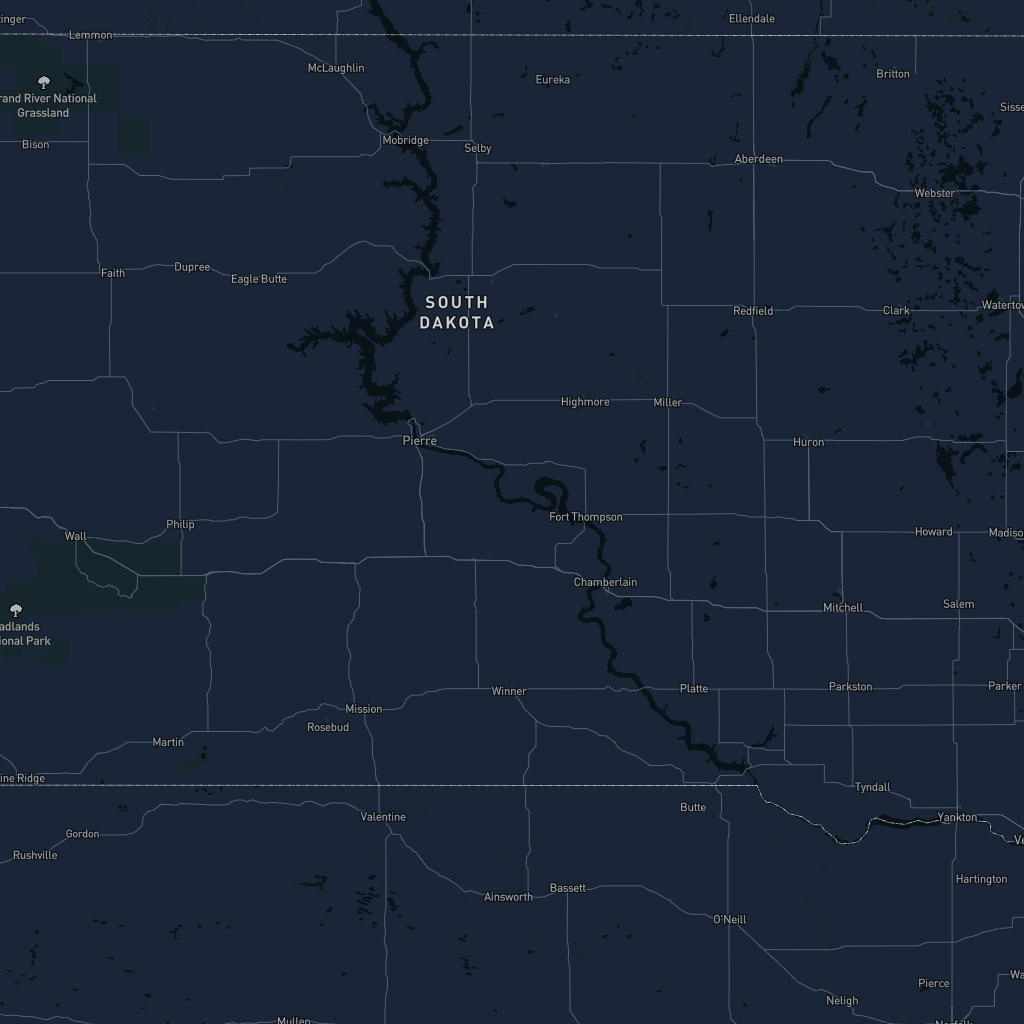 Ellendale
Lemmon
McLaughlin
Eureka
Britton
rand River National
Grassland
Bison
Mobridge
Selby
Aberdeen
Webster
Faith
Dupree
Eagle Butte
SOUTH
DAKOTA
Redfield
Clark
Watertow
Highmore
Miller
Pierre
Huron
Philip
Fort Thompson
Wall
Howard
Madiso
Chamberlain
Mitchell
Salem
adlands
ional Park
Winner
Platte
Parkston
Parker
Mission
Rosebud
Martin
ine Ridge
Tyndall
Butte
Valentine
Yankton
Gordon
Rushville
Hartington
Ainsworth
Bassett
O'Neill
Pierce
Neligh
Mullen